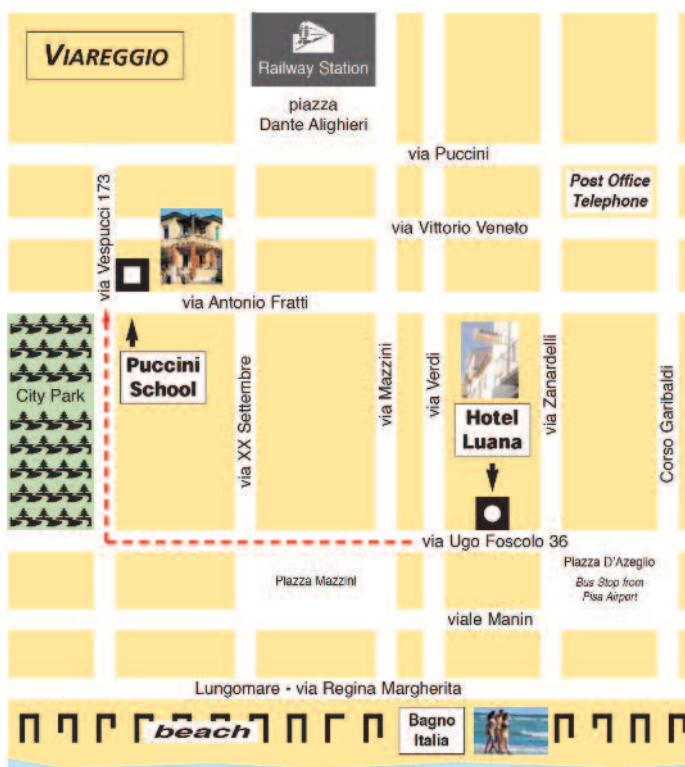 VIAREGGIO
Railway Station
piazza
Dante Alighieri
via Puccini
via Vespucci 173
Post Office
Telephone
via Vittorio Veneto
via Antonio Fratti
City Park
Puccini
School
via XX Settembre
via Mazzini
via Verdi
Hotel
Luana
via Zanardelli
Corso Garibaldi
via Ugo Foscolo 36
Piazza Mazzini
Piazza D'Azeglio
Bus Stop from
Pisa Airport
viale Manin
Lungomare - via Regina Margherita
beach
Bagno
Italia